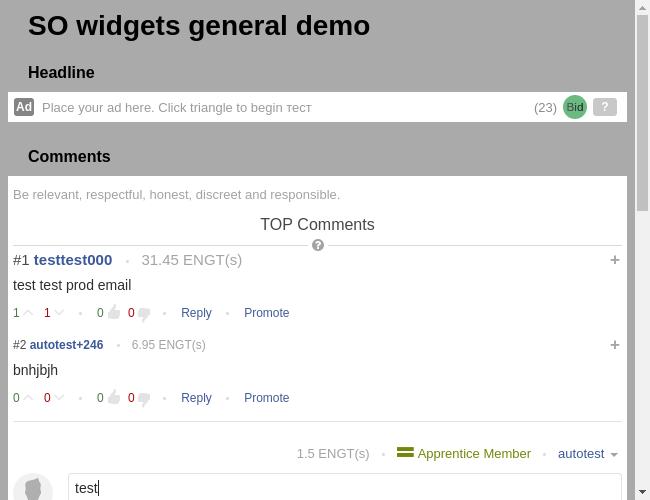 SO widgets general demo
Headline
Ad Place your ad here. Click triangle to begin тест (23) Bid ?
Comments
Be relevant, respectful, honest, discreet and responsible.
TOP Comments
?
#1 testtest000 31.45 ENGT(s) +
test test prod email
1 1 0 0 Reply Promote
#2 autotest+246 6.95 ENGT(s) +
bnhjbjh
0 0 0 0 Reply Promote
1.5 ENGT(s) Apprentice Member autotest
test